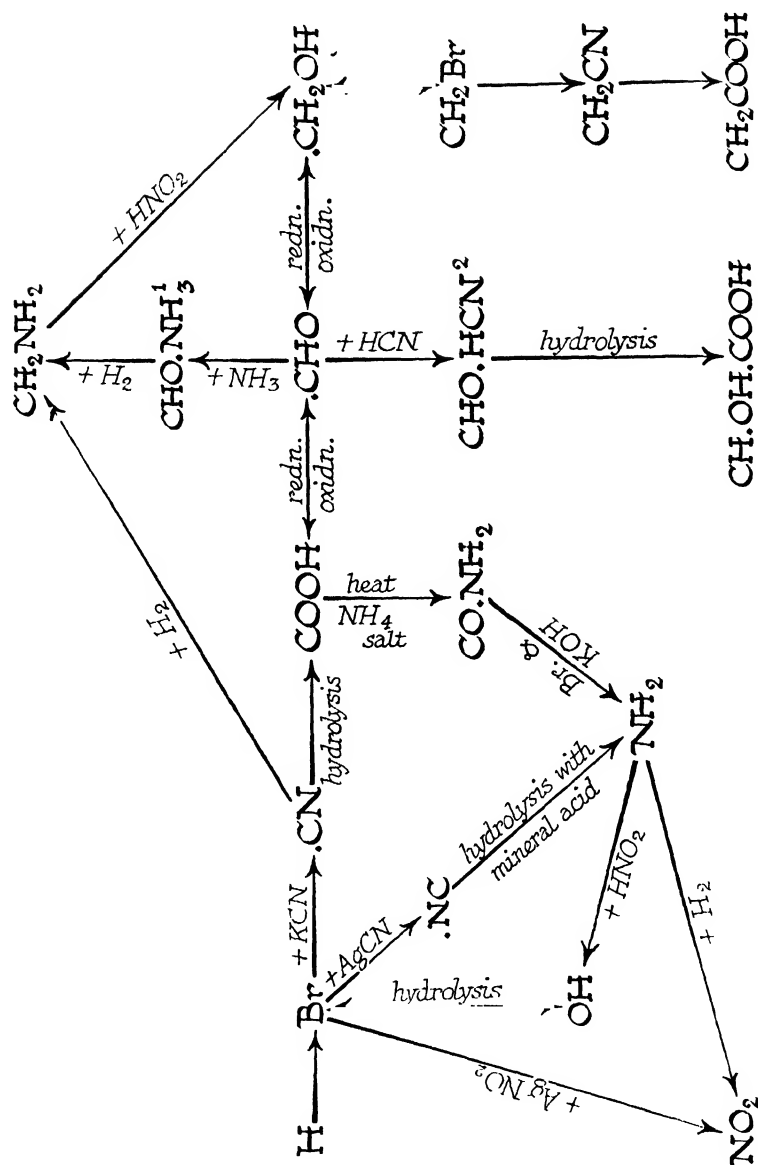 CH₂NH₂
+ HNO₂
+ H₂
+ H₂
CHO.NH₃¹
+ NH₃
H
Br
+KCN
.CN
hydrolysis
COOH
redn.
oxidn.
.CHO
redn.
oxidn.
.CH₂OH
+AgCN
.NC
hydrolysis with
mineral acid
heat
NH₄
salt
CO.NH₂
Br. &
KOH
+ HCN
CHO.HCN²
CH₂Br
hydrolysis
+ Ag NO₂
OH
+ HNO₂
NH₂
hydrolysis
CH₂CN
+ H₂
NO₂
CH.OH.COOH
CH₂COOH